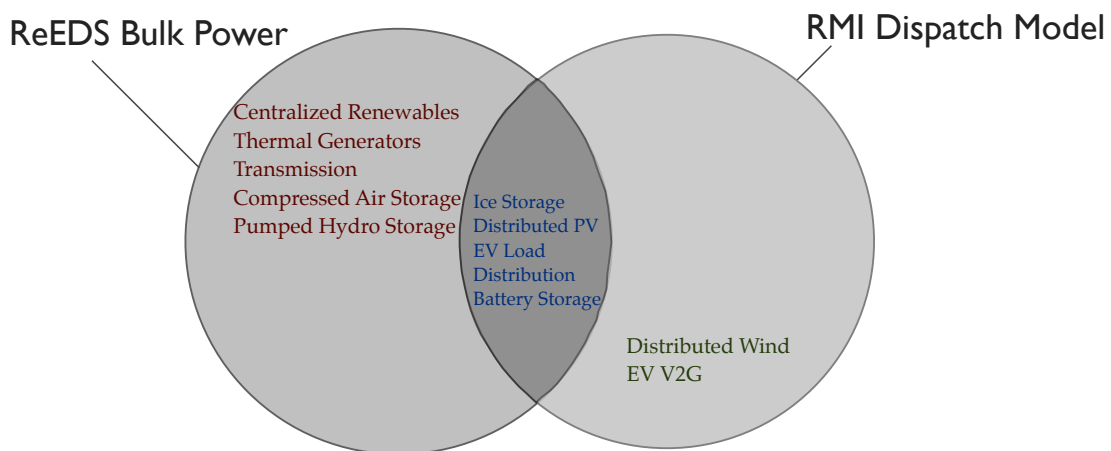 ReEDS Bulk Power
RMI Dispatch Model
Centralized Renewables
Thermal Generators
Transmission
Compressed Air Storage
Pumped Hydro Storage
Ice Storage
Distributed PV
EV Load
Distribution
Battery Storage
Distributed Wind
EV V2G